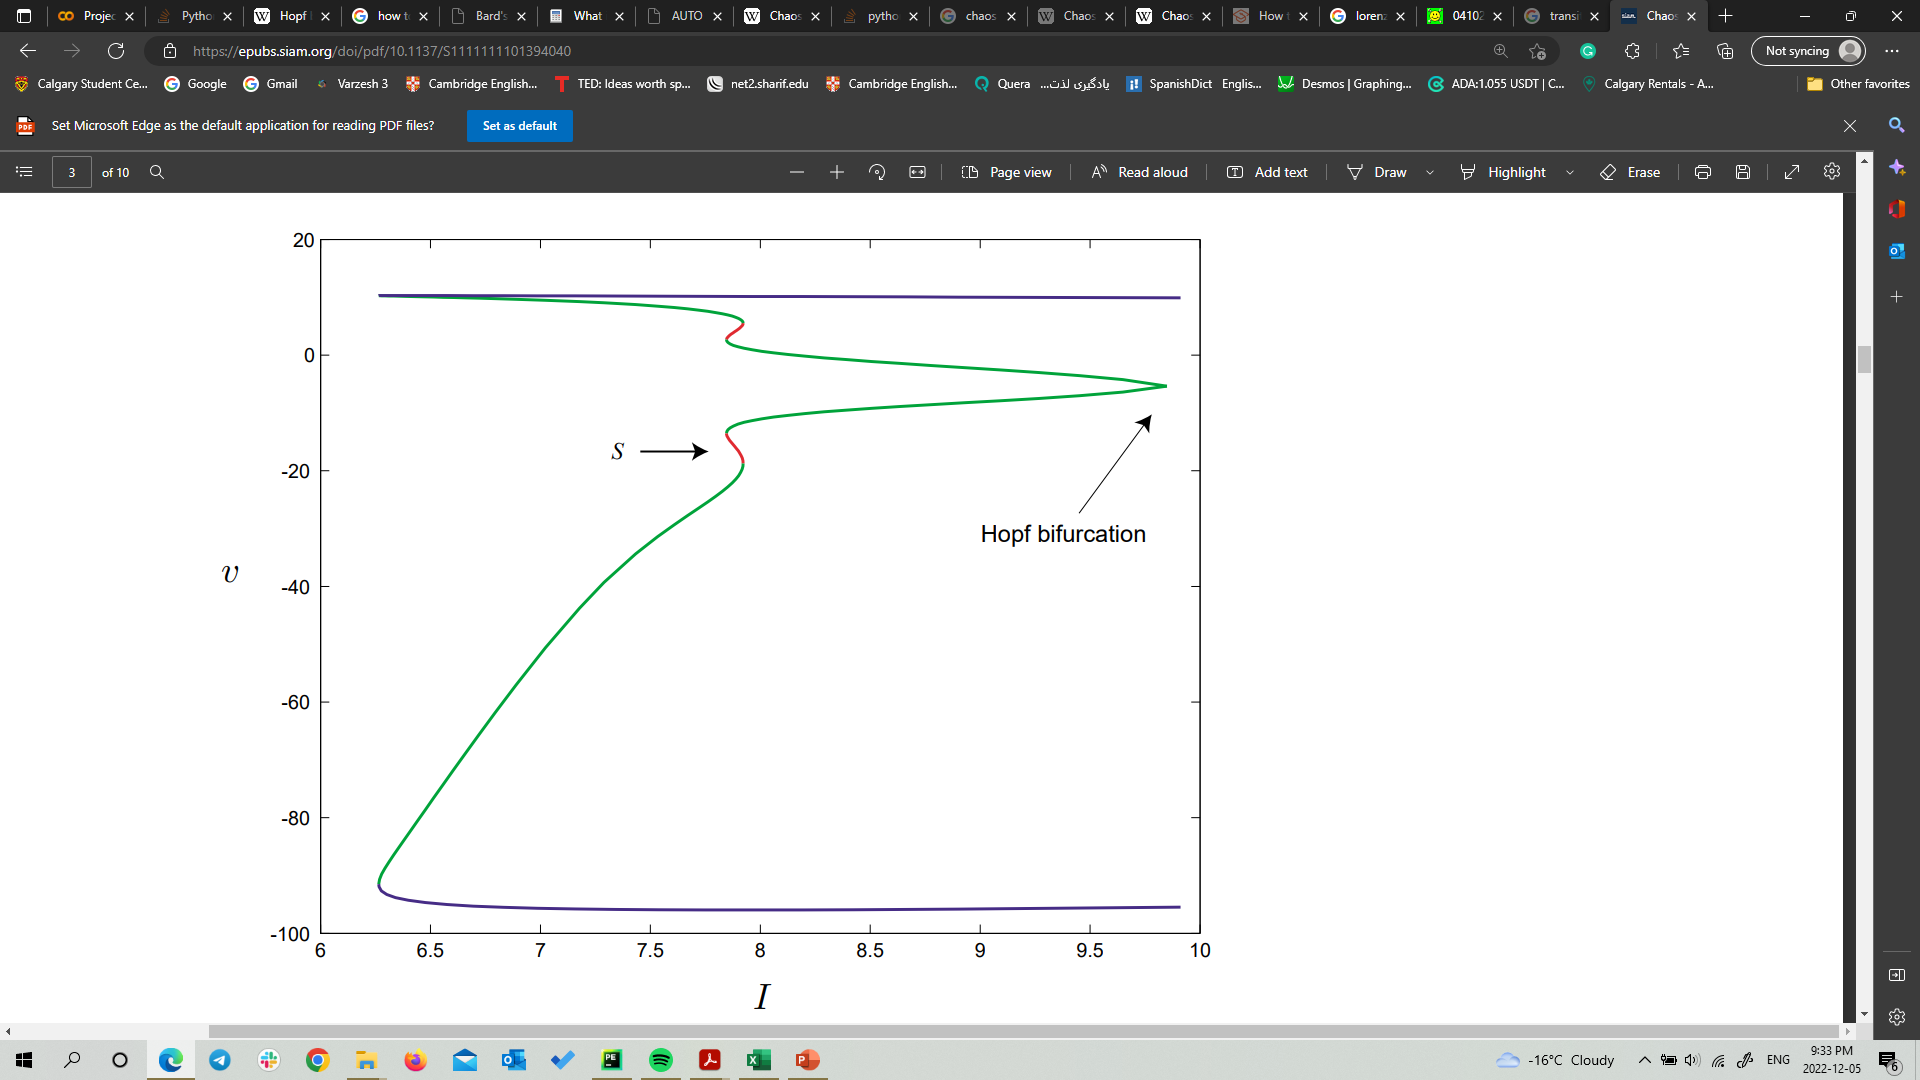 Projec
Pytho
Hopf
how t
Bard's
What
AUTO
Chaos
pytho
chaos
Chaos
Chaos
How t
loren
04102
transi
Chaos
https://epubs.siam.org/doi/pdf/10.1137/S1111111101394040
Not syncing
Calgary Student Ce...
Google
Gmail
Varzesh 3
Cambridge English...
TED: Ideas worth sp...
net2.sharif.edu
Cambridge English...
Quera
یادگیری لذت...
SpanishDict Englis...
Desmos | Graphing...
ADA:1.055 USDT | C...
Calgary Rentals - A...
Other favorites
PDF
Set Microsoft Edge as the default application for reading PDF files?
Set as default
3 of 10
Page view
Read aloud
Add text
Draw
Highlight
Erase
20
0
-20
-40
-60
-80
-100
v
S
Hopf bifurcation
6 6.5 7 7.5 8 8.5 9 9.5 10
I
-16°C Cloudy
ENG
9:33 PM
2022-12-05
6